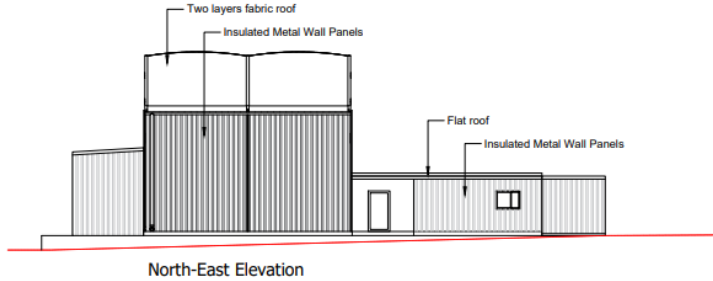 Two layers fabric roof
Insulated Metal Wall Panels
Flat roof
Insulated Metal Wall Panels
North-East Elevation